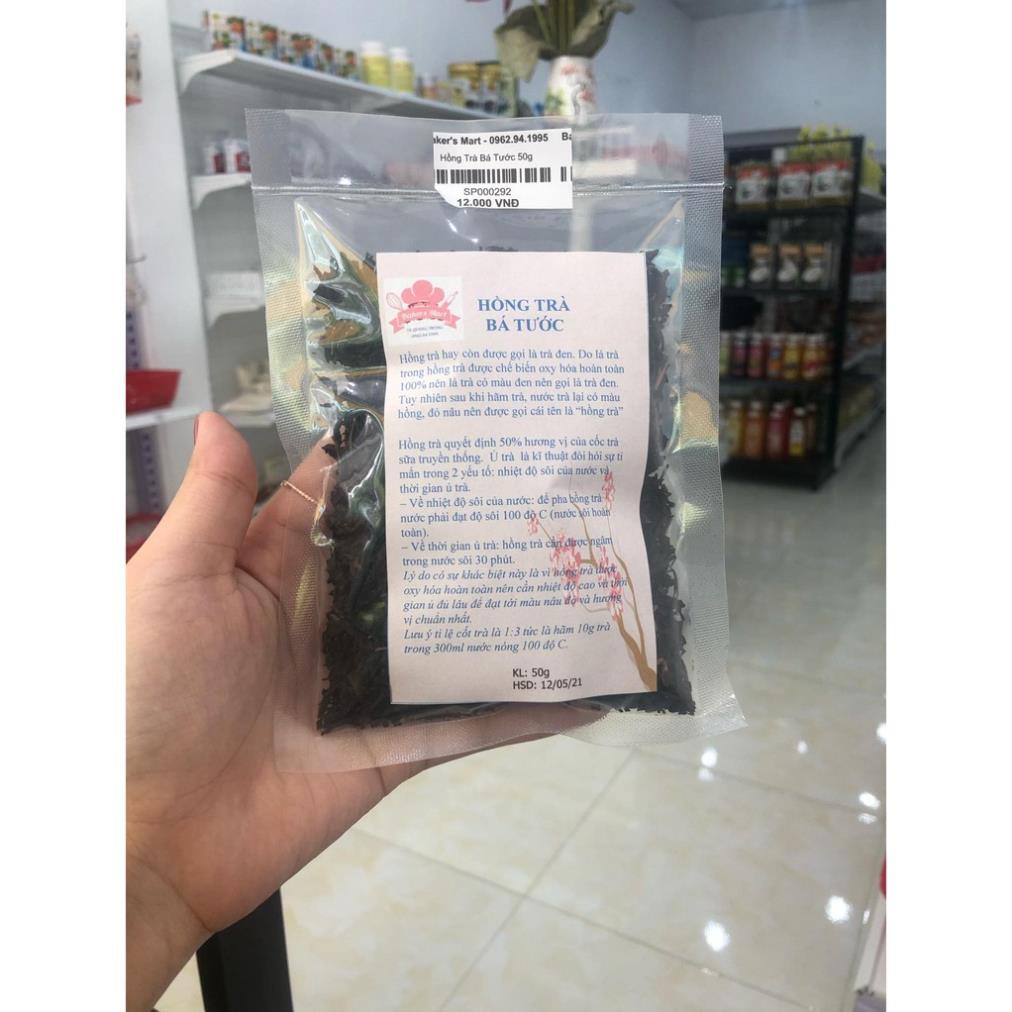 aker's Mart - 0962.94.1995 Ba
Hồng Trà Bá Tước 50g
SP000292
12.000 VNĐ
Baker's Mart
HỒNG TRÀ
BÁ TƯỚC
Hồng trà hay còn được gọi là trà đen. Do lá trà
trong hồng trà được chế biến oxy hóa hoàn toàn
100% nên lá trà có màu đen nên gọi là trà đen.
Tuy nhiên sau khi hãm trà, nước trà lại có màu
hồng, đỏ nâu nên được gọi cái tên là “hồng trà”
Hồng trà quyết định 50% hương vị của cốc trà
sữa truyền thống. Ủ trà là kĩ thuật đòi hỏi sự tỉ
mẩn trong 2 yếu tố: nhiệt độ sôi của nước và
thời gian ủ trà.
– Về nhiệt độ sôi của nước: để pha hồng trà
nước phải đạt độ sôi 100 độ C (nước sôi hoàn
toàn).
– Về thời gian ủ trà: hồng trà cần được ngâm
trong nước sôi 30 phút.
Lý do có sự khác biệt này là vì hồng trà được
oxy hóa hoàn toàn nên cần nhiệt độ cao và thời
gian ủ đủ lâu để đạt tới màu nâu đỏ và hương
vị chuẩn nhất.
Lưu ý tỉ lệ cốt trà là 1:3 tức là hãm 10g trà
trong 300ml nước nóng 100 độ C.
KL: 50g
HSD: 12/05/21